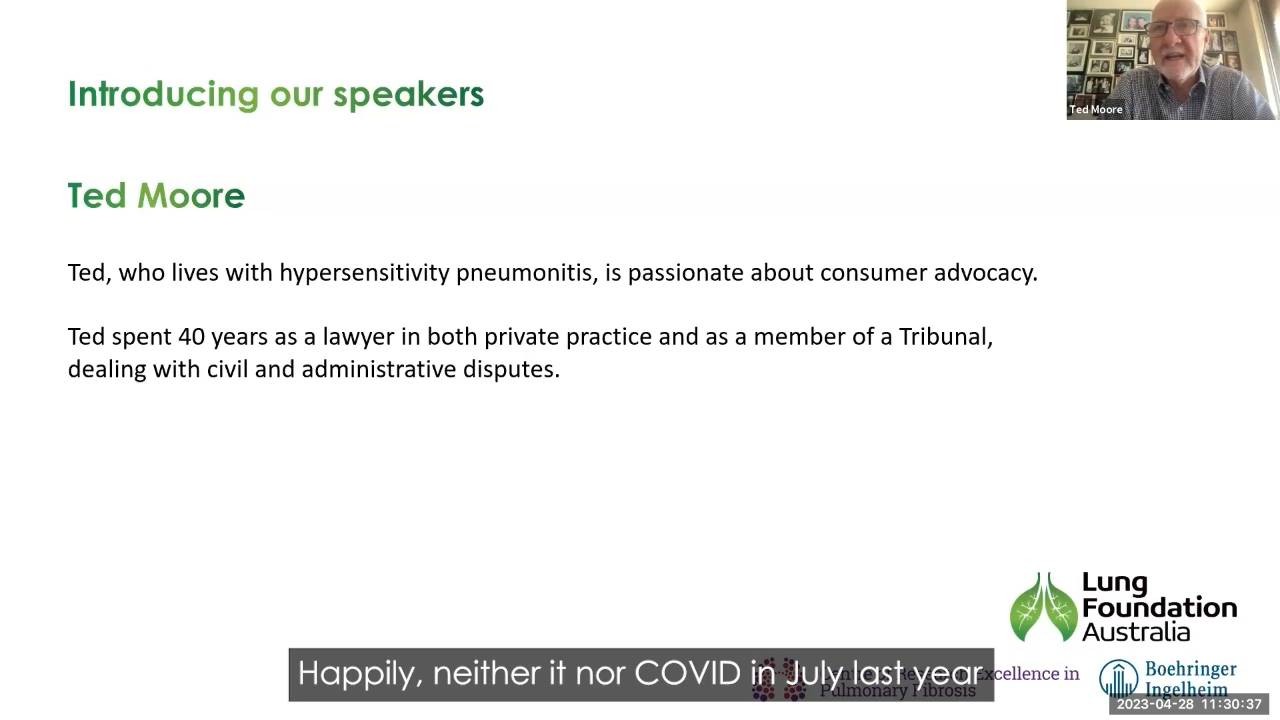 Ted Moore
Introducing our speakers
Ted Moore
Ted, who lives with hypersensitivity pneumonitis, is passionate about consumer advocacy.
Ted spent 40 years as a lawyer in both private practice and as a member of a Tribunal,
dealing with civil and administrative disputes.
Lung
Foundation
Australia
Happily, neither it nor COVID in July last year
Excellence in
Pulmonary Fibrosis
Boehringer
Ingelheim
2023-04-28 11:30:37